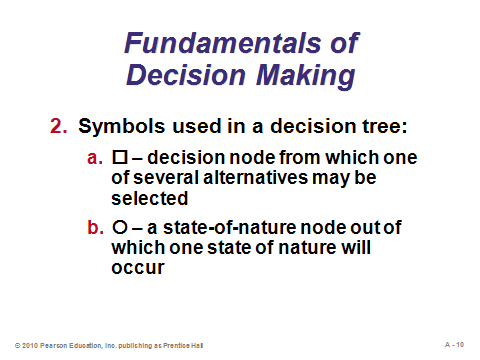 Fundamentals of
Decision Making
2. Symbols used in a decision tree:
a. □ – decision node from which one
of several alternatives may be
selected
b. ○ – a state-of-nature node out of
which one state of nature will
occur
© 2010 Pearson Education, Inc. publishing as Prentice Hall
A - 10